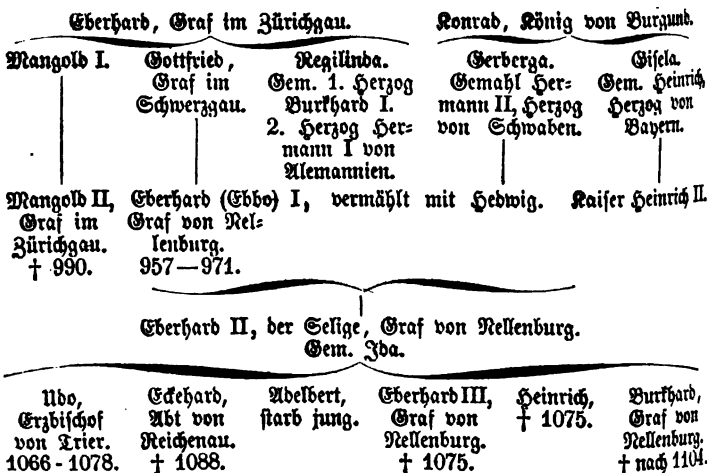 Eberhard, Graf im Zürichgau. Konrad, König von Burgund.
Mangold I. Gottfried, Regilinda. Gerberga. Gisela.
Graf im Gem. 1. Herzog Gemahl Her= Gem. Heinrich,
Schwerzgau. Burkhard I. mann II, Herzog Herzog von
2. Herzog Her= von Schwaben. Bayern.
mann I von
Alemannien.
Mangold II, Eberhard (Ebbo) I, vermählt mit Hedwig. Kaiser Heinrich II.
Graf im Graf von Nel=
Zürichgau. lenburg.
† 990. 957—971.
Eberhard II, der Selige, Graf von Nellenburg.
Gem. Ida.
Udo, Eckehard, Adelbert, Eberhard III, Heinrich, Burkhard,
Erzbischof Abt von starb jung. Graf von † 1075. Graf von
von Trier. Reichenau. Nellenburg. Nellenburg.
1066-1078. † 1088. † 1075. † nach 1104.